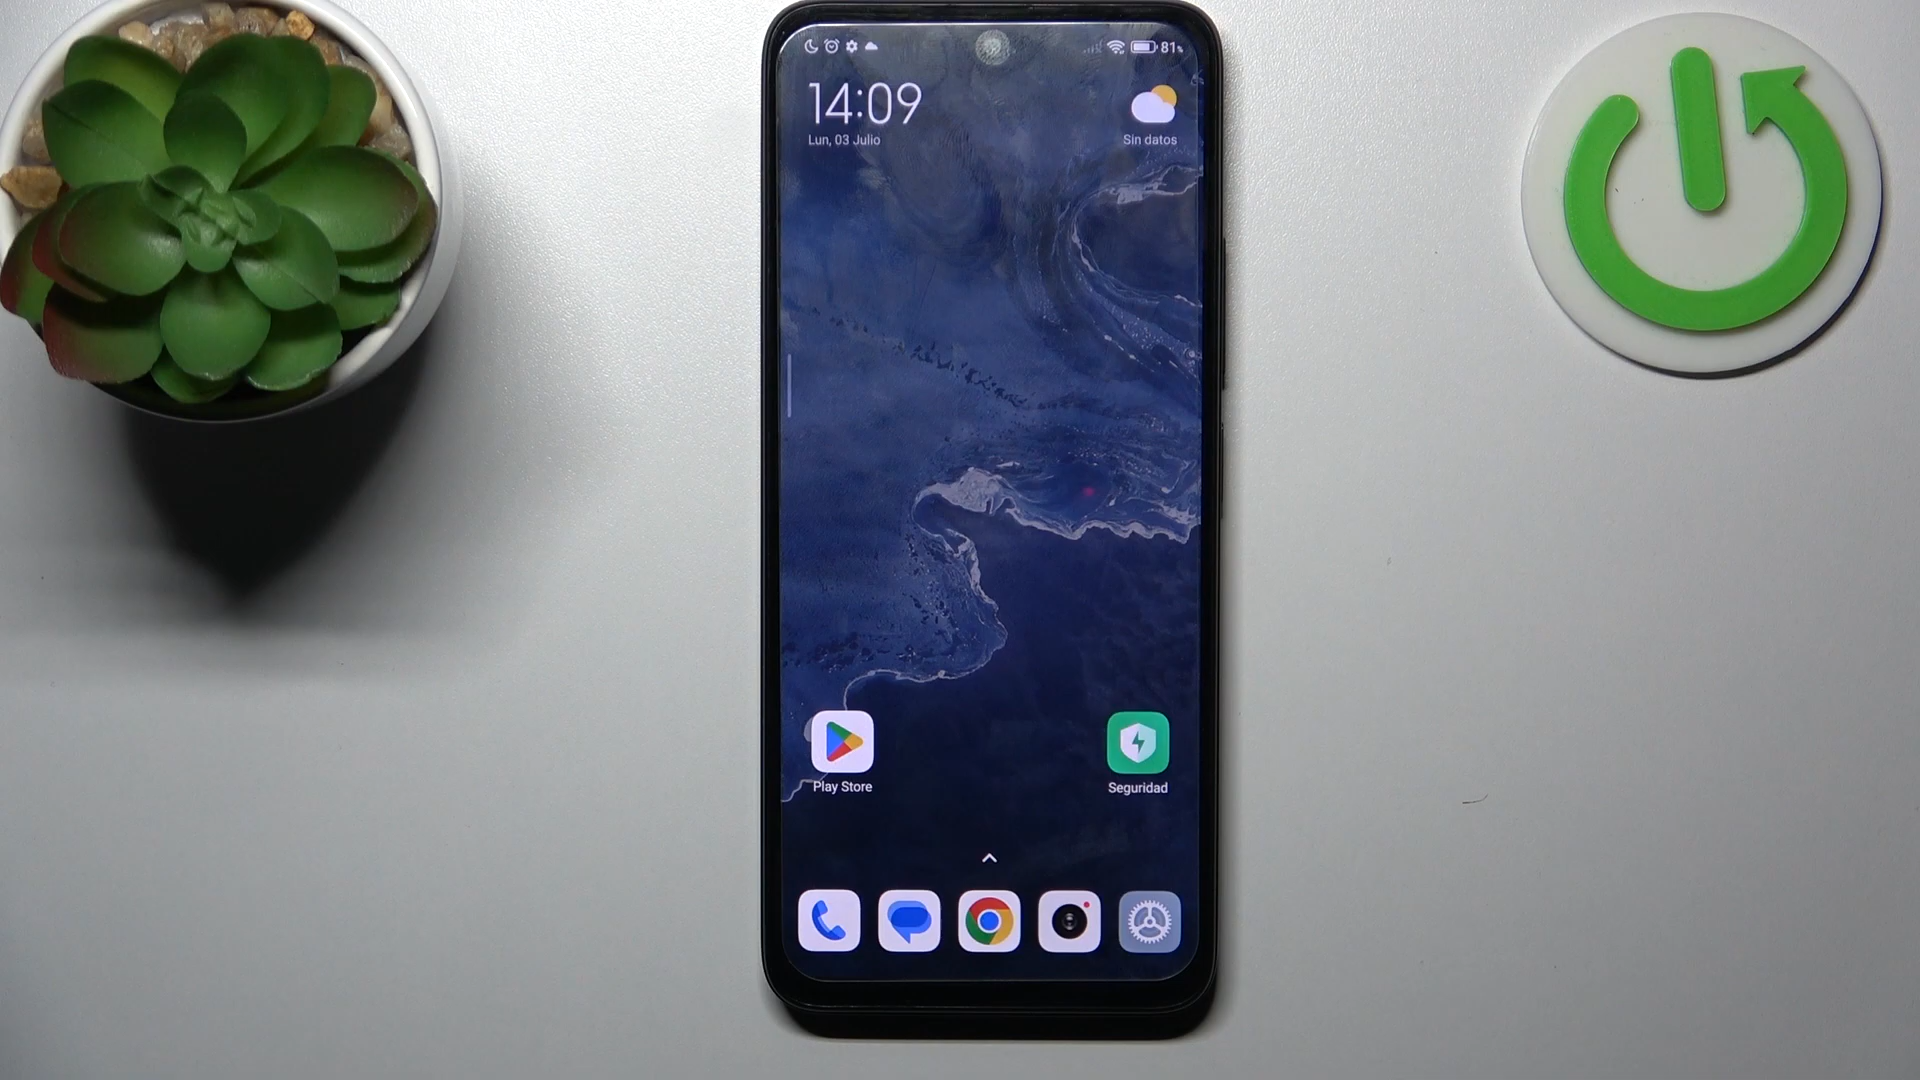 81%
14:09
Lun, 03 Julio
Sin datos
Play Store
Seguridad